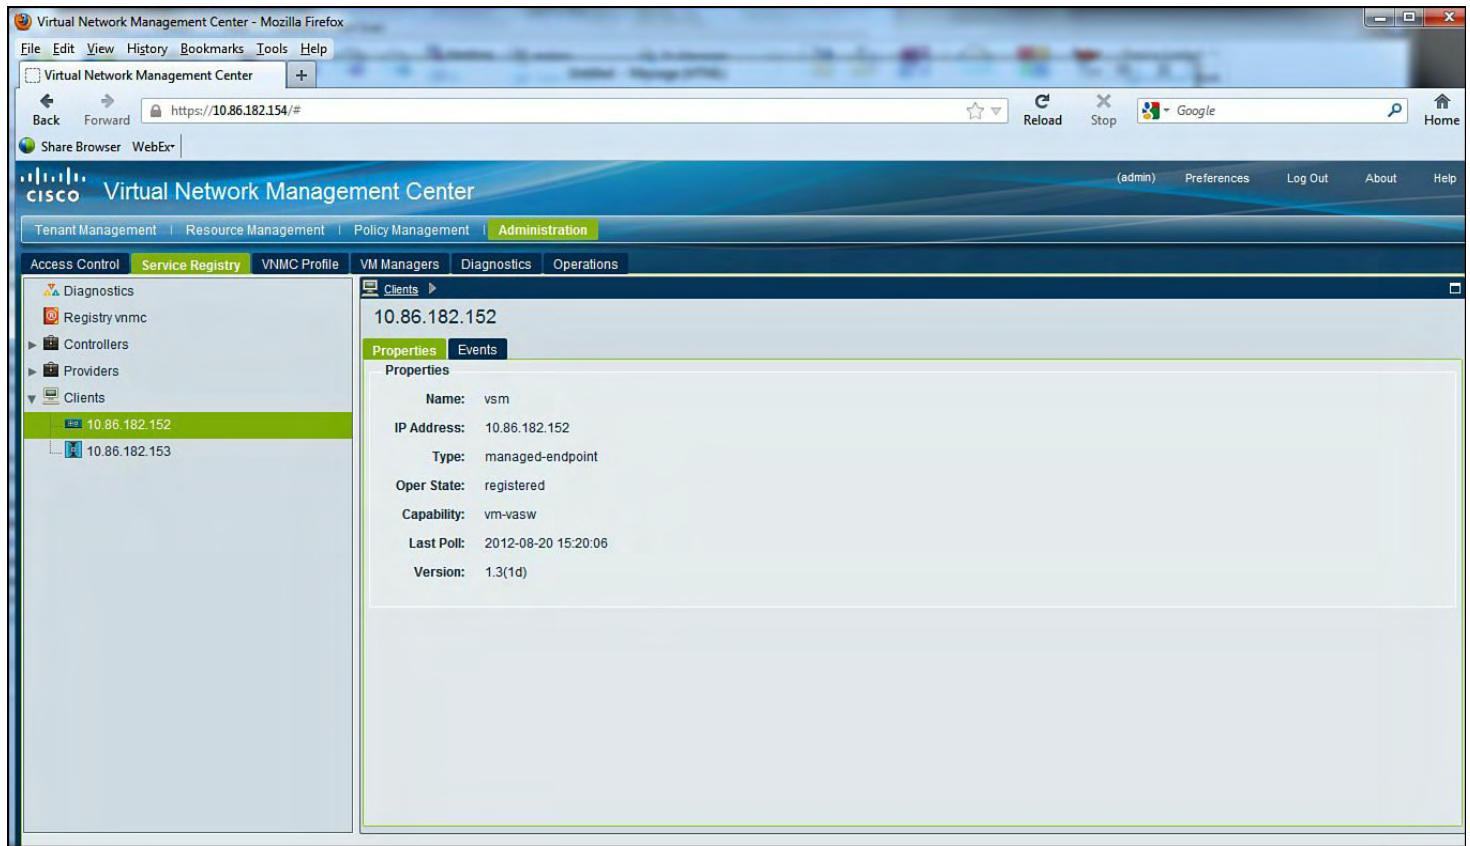 Virtual Network Management Center - Mozilla Firefox
File Edit View History Bookmarks Tools Help
Virtual Network Management Center +
Back Forward https://10.86.182.154/# Reload Stop Google Home
Share Browser WebEx
cisco Virtual Network Management Center (admin) Preferences Log Out About Help
Tenant Management | Resource Management | Policy Management | Administration
Access Control Service Registry VNMC Profile VM Managers Diagnostics Operations
Diagnostics
Registry vnmc
Controllers
Providers
Clients
10.86.182.152
10.86.182.153
Clients
10.86.182.152
Properties Events
Properties
Name: vsm
IP Address: 10.86.182.152
Type: managed-endpoint
Oper State: registered
Capability: vm-vasw
Last Poll: 2012-08-20 15:20:06
Version: 1.3(1d)